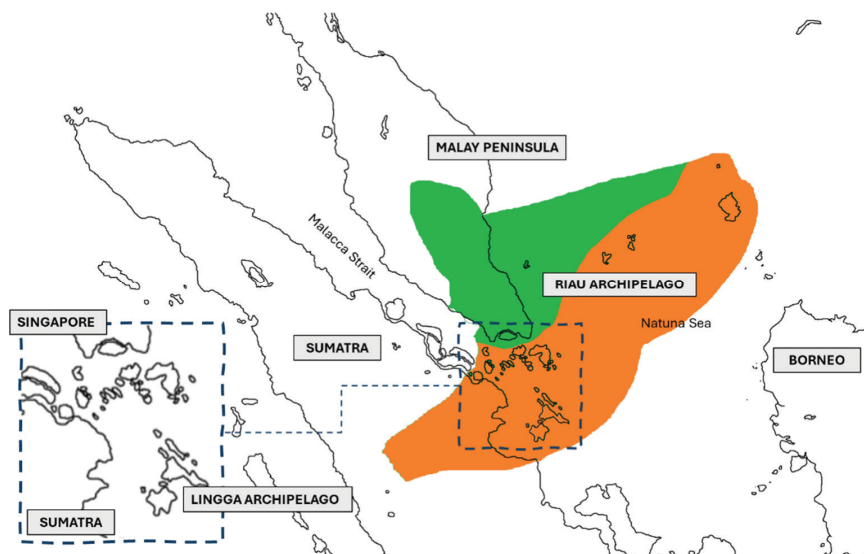 MALAY PENINSULA
Malacca Strait
RIAU ARCHIPELAGO
SINGAPORE
Natuna Sea
SUMATRA
BORNEO
LINGGA ARCHIPELAGO
SUMATRA